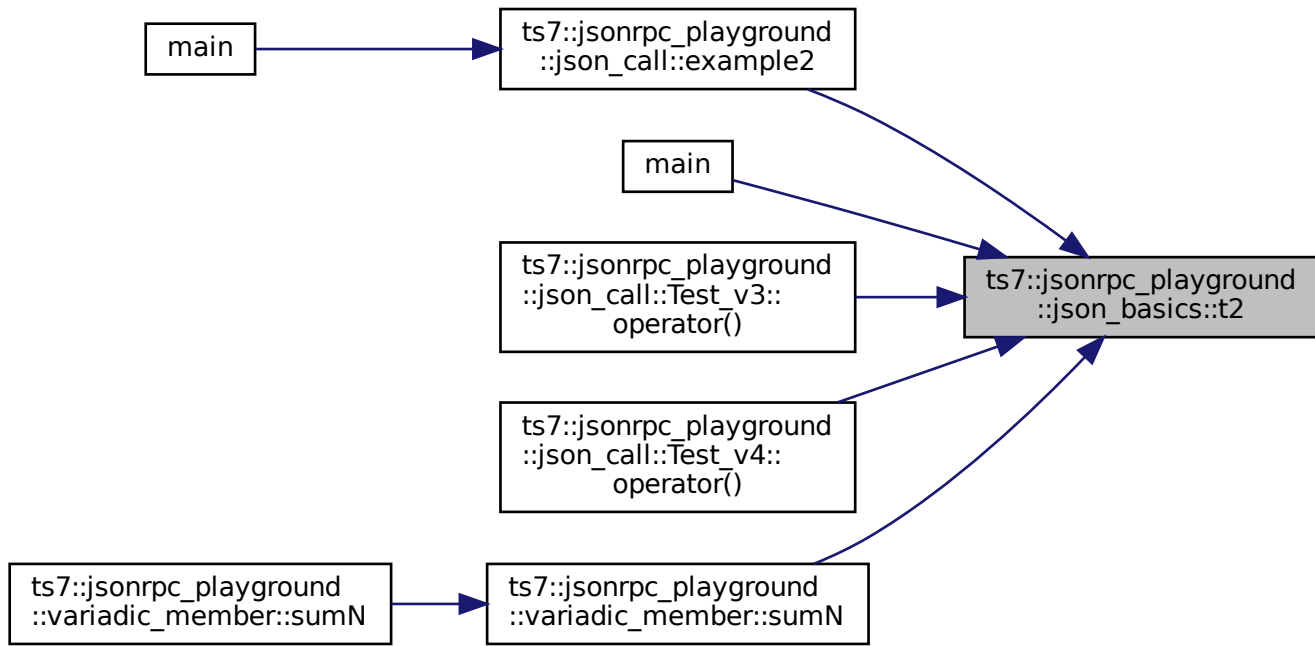 main
ts7::jsonrpc_playground
::json_call::example2
main
ts7::jsonrpc_playground
::json_call::Test_v3::
operator()
ts7::jsonrpc_playground
::json_basics::t2
ts7::jsonrpc_playground
::json_call::Test_v4::
operator()
ts7::jsonrpc_playground
::variadic_member::sumN
ts7::jsonrpc_playground
::variadic_member::sumN